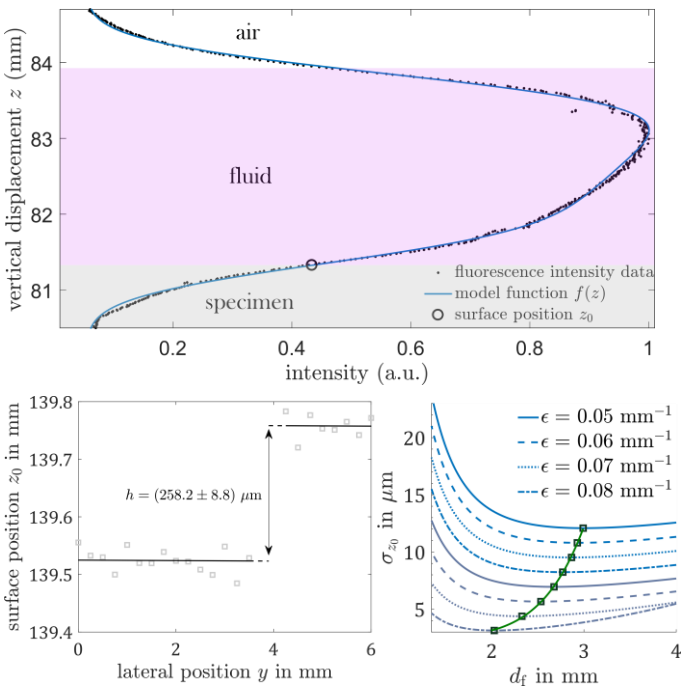 air
fluid
specimen
fluorescence intensity data
model function f(z)
surface position z₀
vertical displacement z (mm)
84
83
82
81
0.2
0.4
0.6
0.8
1
intensity (a.u.)
139.8
139.7
139.6
139.5
139.4
surface position z₀ in mm
h = (258.2 ± 8.8) μm
0
2
4
6
lateral position y in mm
ϵ = 0.05 mm⁻¹
ϵ = 0.06 mm⁻¹
ϵ = 0.07 mm⁻¹
ϵ = 0.08 mm⁻¹
σ_z₀ in μm
20
15
10
5
2
3
4
d_f in mm